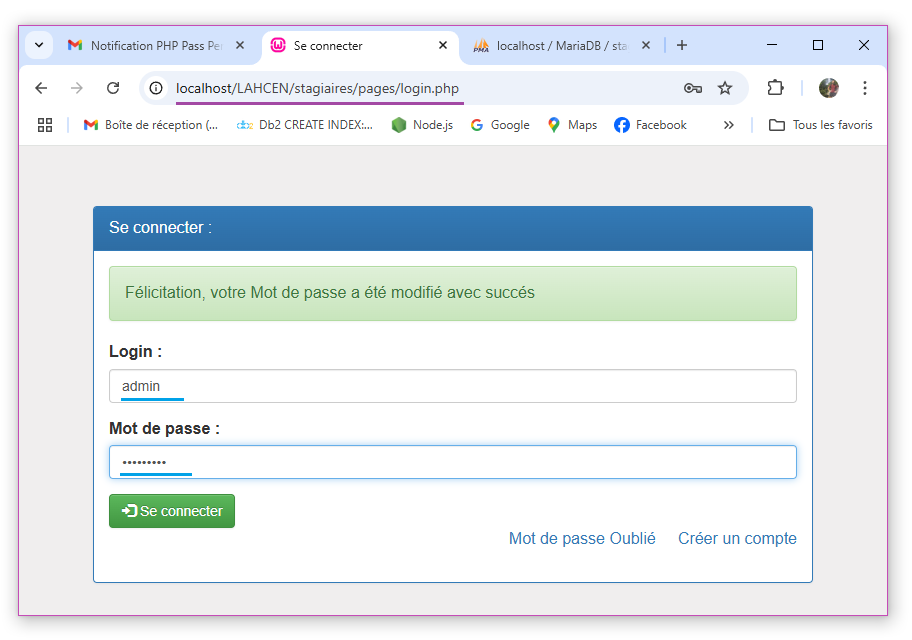 Notification PHP Pass Pe
Se connecter
localhost / MariaDB / sta
localhost/LAHCEN/stagiaires/pages/login.php
Boîte de réception (...
Db2 CREATE INDEX:...
Node.js
Google
Maps
Facebook
Tous les favoris
Se connecter :
Félicitation, votre Mot de passe a été modifié avec succés
Login :
admin
Mot de passe :
•••••••••
Se connecter
Mot de passe Oublié
Créer un compte